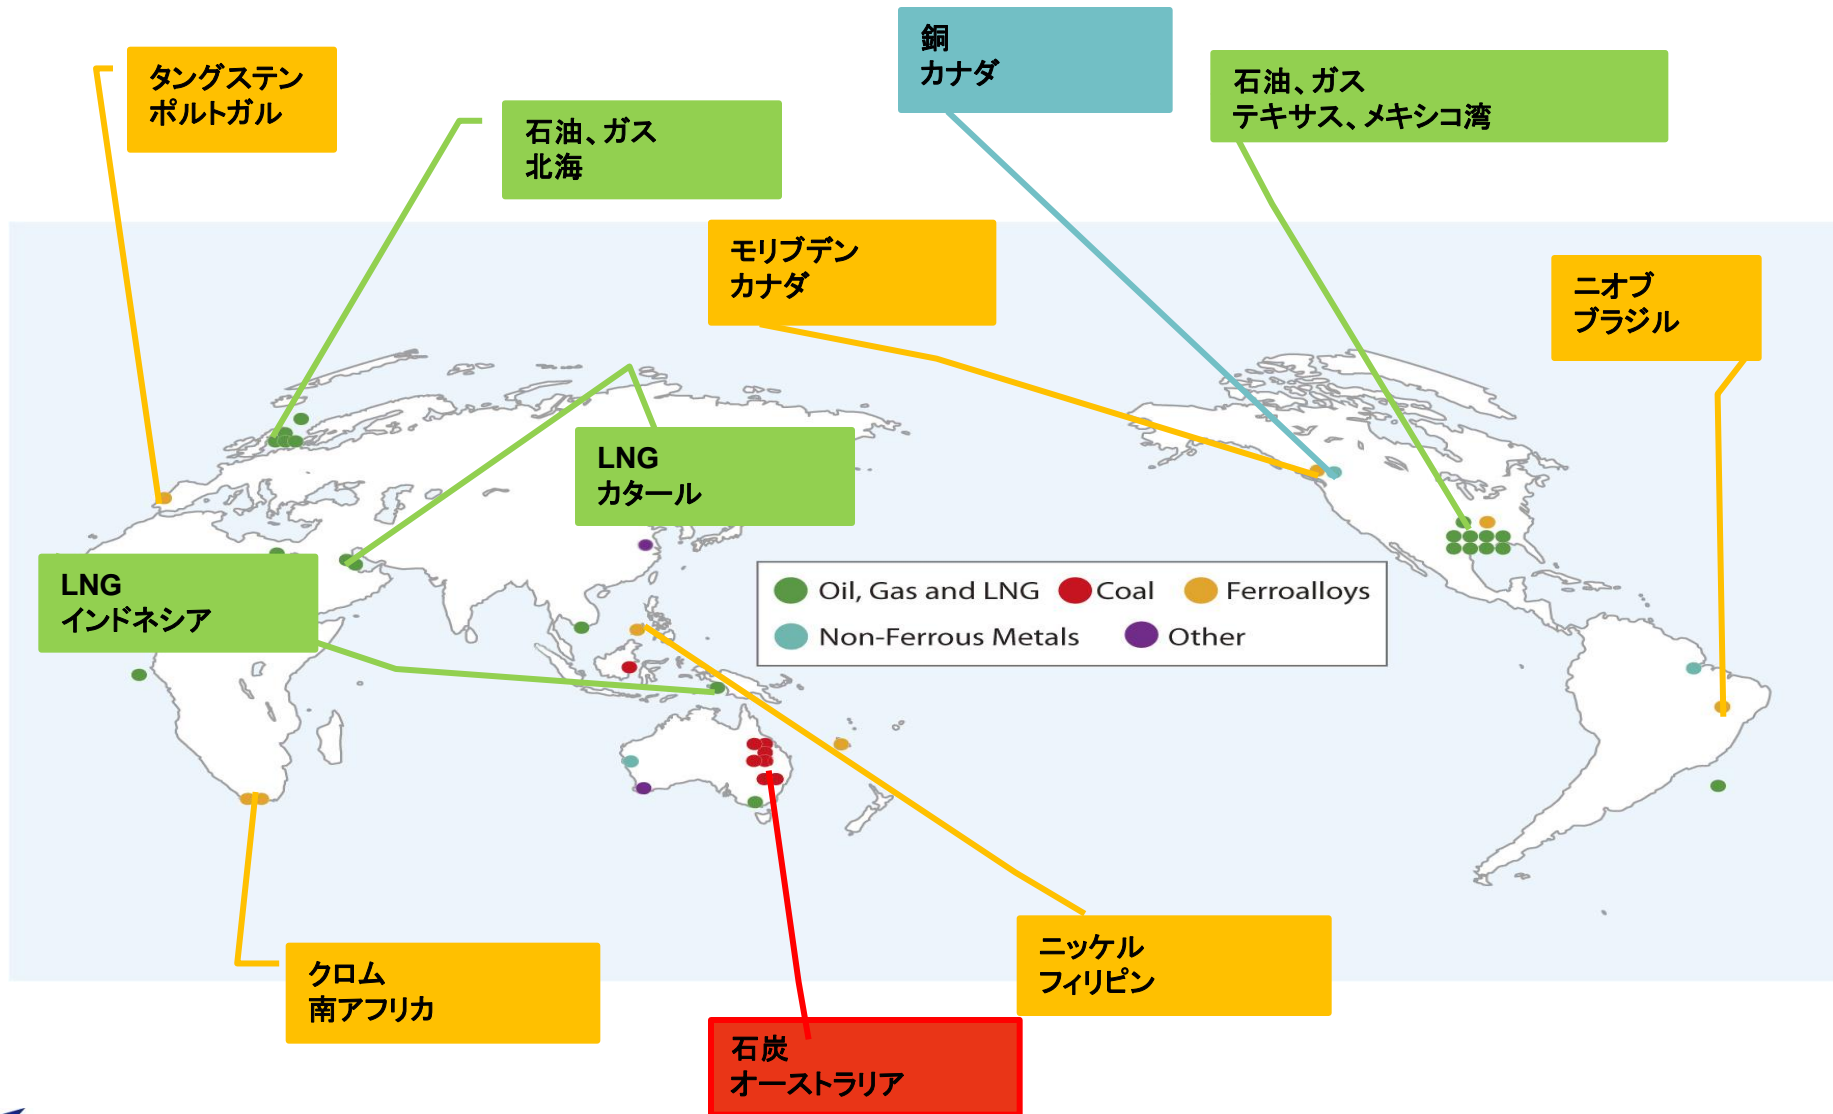 銅
カナダ
タングステン
ポルトガル
石油、ガス
テキサス、メキシコ湾
石油、ガス
北海
モリブデン
カナダ
ニオブ
ブラジル
LNG
カタール
LNG
インドネシア
Oil, Gas and LNG
Coal
Ferroalloys
Non-Ferrous Metals
Other
ニッケル
フィリピン
クロム
南アフリカ
石炭
オーストラリア